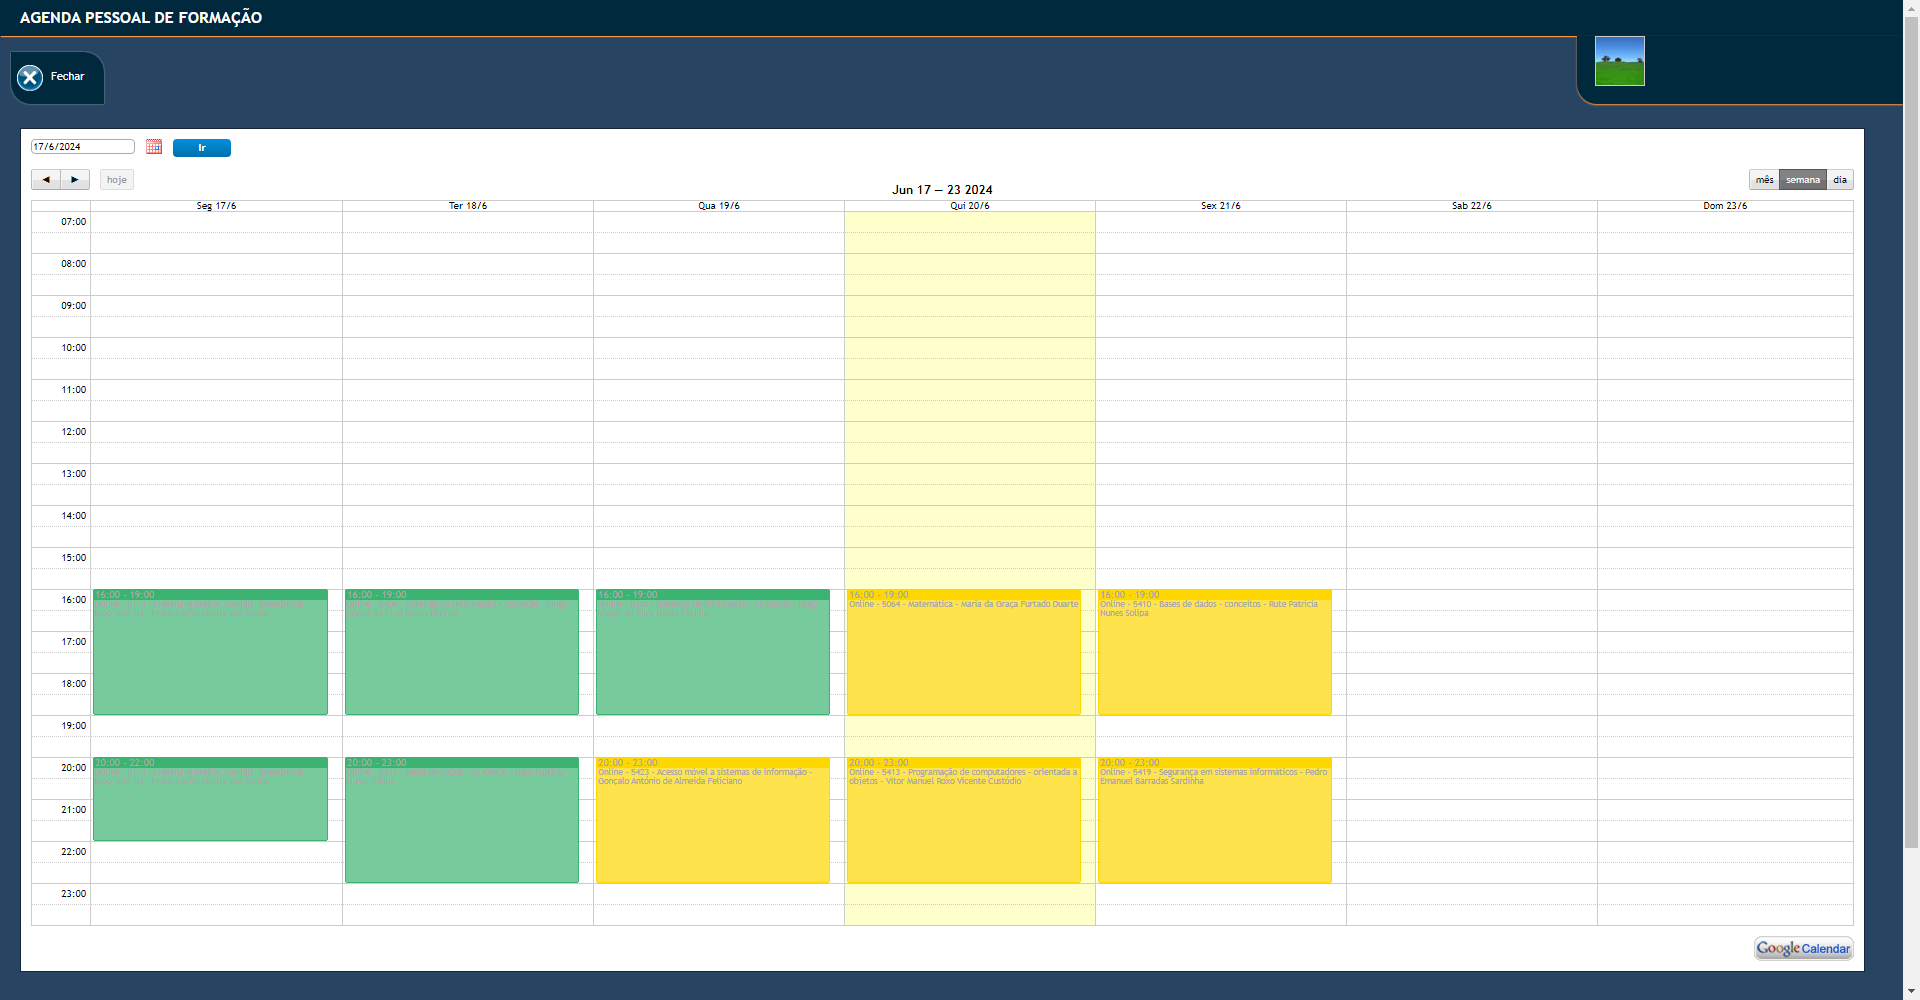 AGENDA PESSOAL DE FORMAÇÃO
Fechar
17/6/2024
Ir
hoje
Jun 17 — 23 2024
mês semana dia
Seg 17/6 Ter 18/6 Qua 19/6 Qui 20/6 Sex 21/6 Sab 22/6 Dom 23/6
07:00
08:00
09:00
10:00
11:00
12:00
13:00
14:00
15:00
16:00
17:00
18:00
19:00
20:00
21:00
22:00
23:00
16:00 - 19:00
20:00 - 22:00
16:00 - 19:00
20:00 - 23:00
16:00 - 19:00
20:00 - 23:00
Online - 5423 - Acesso móvel a sistemas de informação -
Gonçalo António de Almeida Feliciano
16:00 - 19:00
Online - 5064 - Matemática - Maria da Graça Furtado Duarte
20:00 - 23:00
Online - 5413 - Programação de computadores - orientada a
objetos - Vitor Manuel Roxo Vicente Custódio
16:00 - 19:00
Online - 5410 - Bases de dados - conceitos - Rute Patricia
Nunes Solipa
20:00 - 23:00
Online - 5419 - Segurança em sistemas informáticos - Pedro
Emanuel Barradas Sardinha
Google Calendar